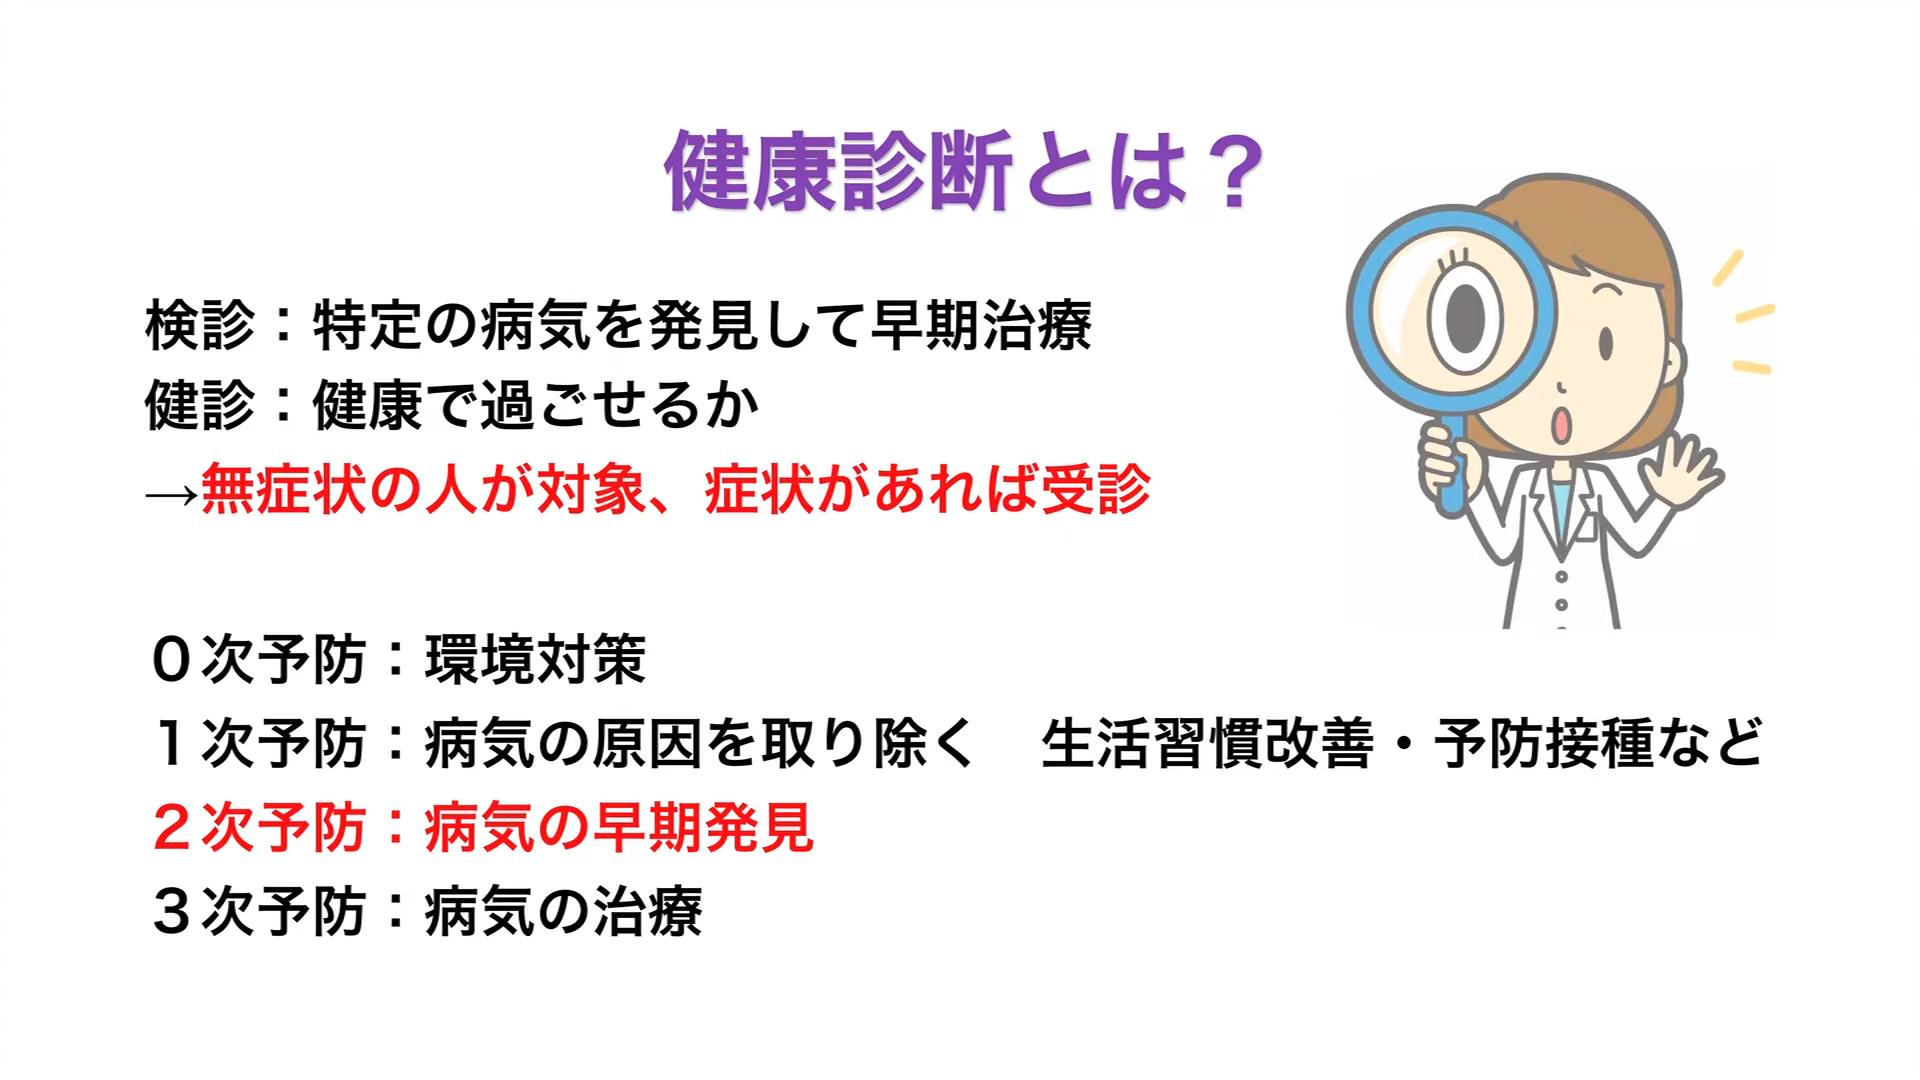 健康診断とは？
検診：特定の病気を発見して早期治療
健診：健康で過ごせるか
→無症状の人が対象、症状があれば受診
０次予防：環境対策
１次予防：病気の原因を取り除く　生活習慣改善・予防接種など
２次予防：病気の早期発見
３次予防：病気の治療